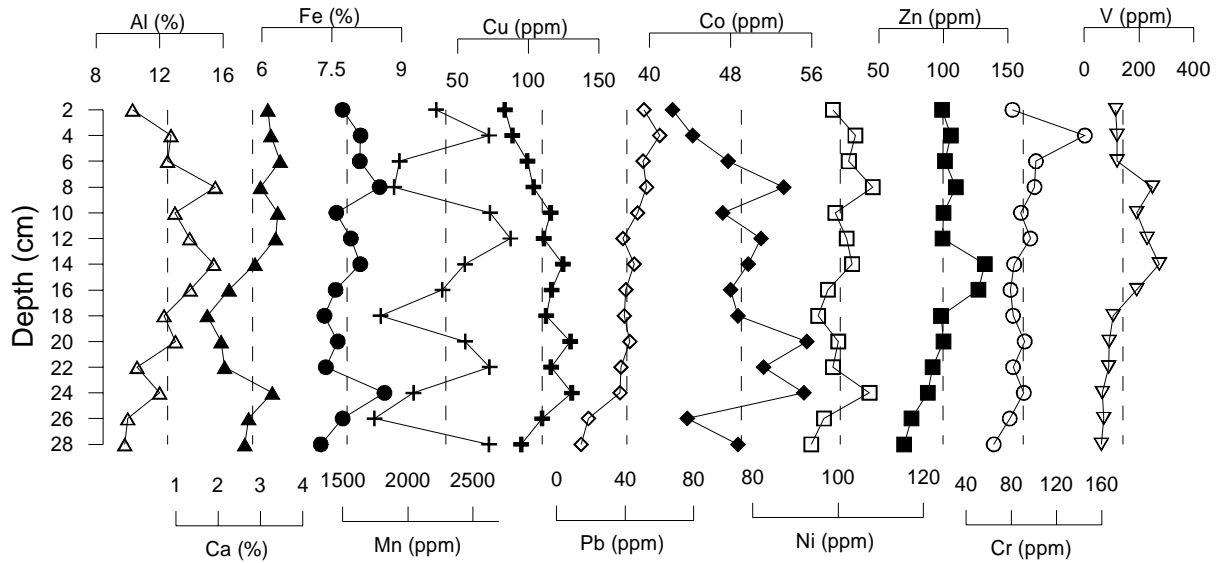 Al (%) Fe (%) Cu (ppm) Co (ppm) Zn (ppm) V (ppm)
8 12 16 6 7.5 9 50 100 150 40 48 56 50 100 150 0 200 400
Depth (cm)
2
4
6
8
10
12
14
16
18
20
22
24
26
28
1 2 3 4 1500 2000 2500 0 40 80 80 100 120 40 80 120 160
Ca (%) Mn (ppm) Pb (ppm) Ni (ppm) Cr (ppm)